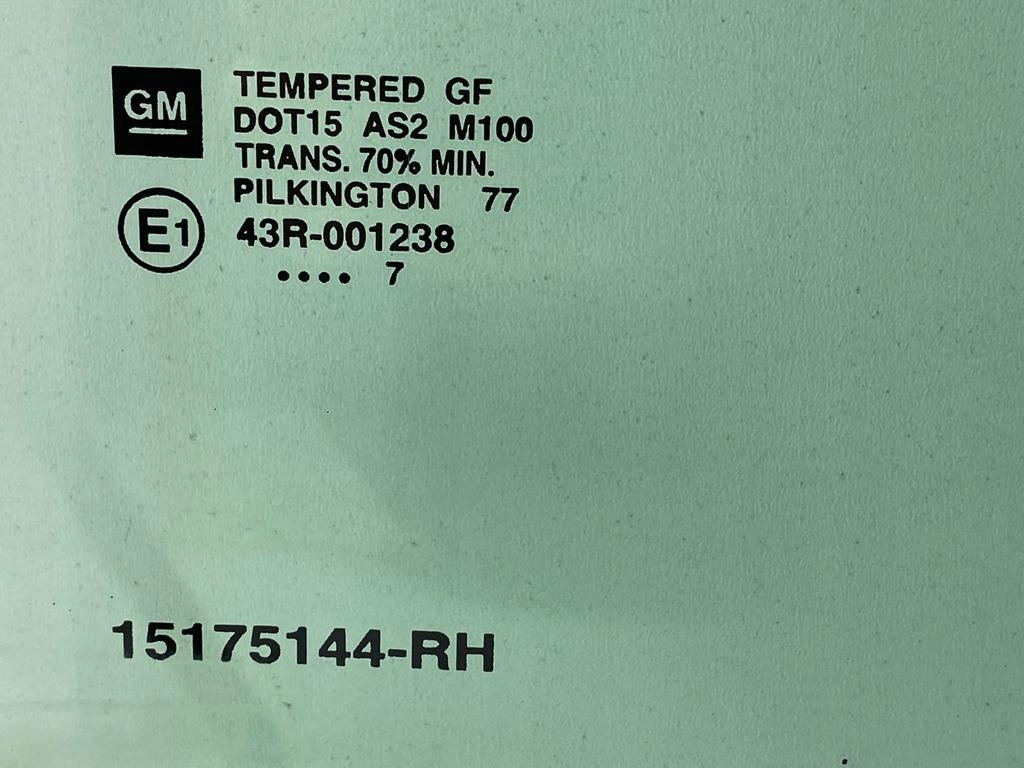 GM
TEMPERED GF
DOT15 AS2 M100
TRANS. 70% MIN.
PILKINGTON 77
E1
43R-001238
•••• 7
15175144-RH